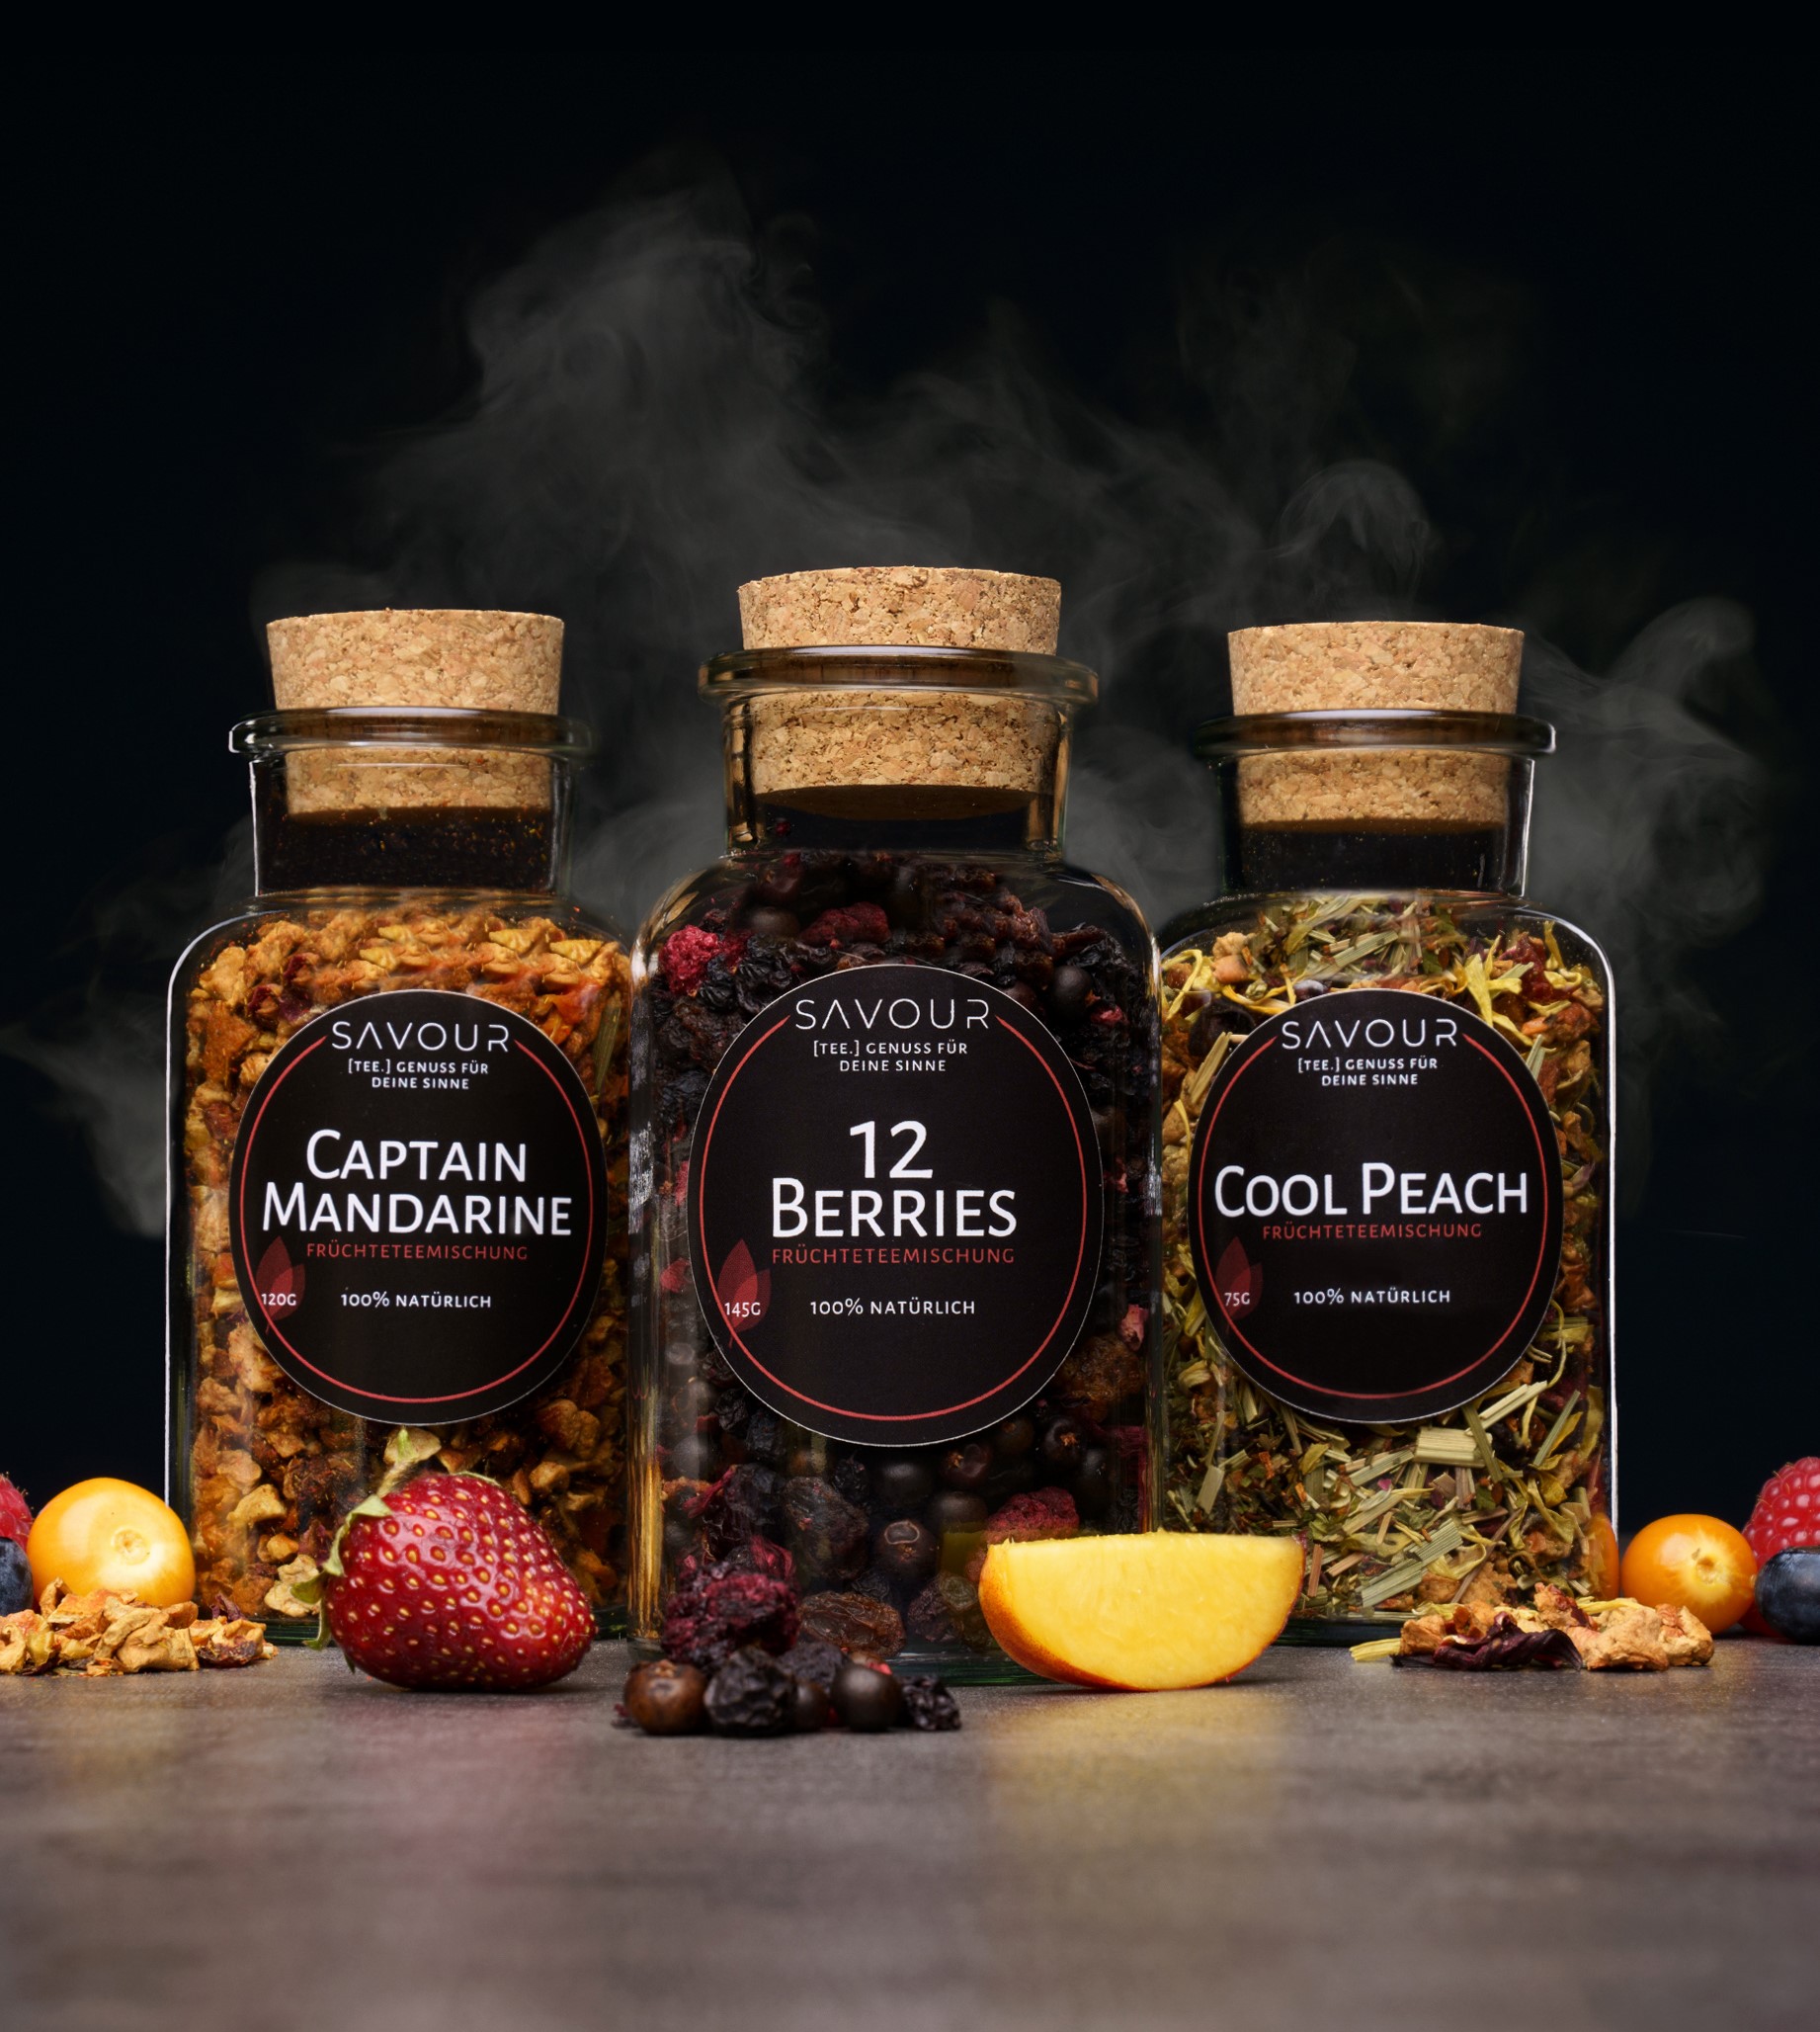 SAVOUR
[TEE.] GENUSS FÜR
DEINE SINNE
CAPTAIN
MANDARINE
FRÜCHTETEEMISCHUNG
120G
100% NATÜRLICH
SAVOUR
[TEE.] GENUSS FÜR
DEINE SINNE
12
BERRIES
FRÜCHTETEEMISCHUNG
145G
100% NATÜRLICH
SAVOUR
[TEE.] GENUSS FÜR
DEINE SINNE
COOL PEACH
FRÜCHTETEEMISCHUNG
75G
100% NATÜRLICH